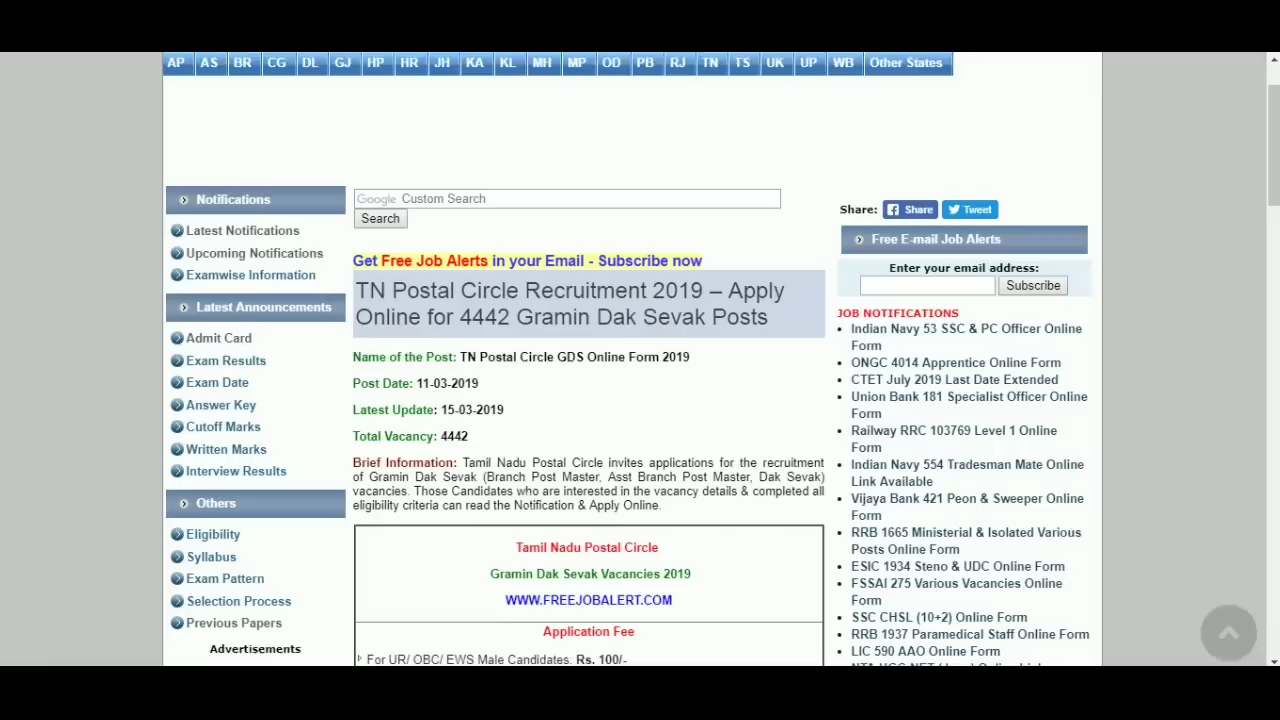 AP AS BR CG DL GJ HP HR JH KA KL MH MP OD PB RJ TN TS UK UP WB Other States
Notifications
Latest Notifications
Upcoming Notifications
Examwise Information
Latest Announcements
Admit Card
Exam Results
Exam Date
Answer Key
Cutoff Marks
Written Marks
Interview Results
Others
Eligibility
Syllabus
Exam Pattern
Selection Process
Previous Papers
Advertisements
Google Custom Search
Search
Get Free Job Alerts in your Email - Subscribe now
TN Postal Circle Recruitment 2019 – Apply
Online for 4442 Gramin Dak Sevak Posts
Name of the Post: TN Postal Circle GDS Online Form 2019
Post Date: 11-03-2019
Latest Update: 15-03-2019
Total Vacancy: 4442
Brief Information: Tamil Nadu Postal Circle invites applications for the recruitment
of Gramin Dak Sevak (Branch Post Master, Asst Branch Post Master, Dak Sevak)
vacancies. Those Candidates who are interested in the vacancy details & completed all
eligibility criteria can read the Notification & Apply Online.
Tamil Nadu Postal Circle
Gramin Dak Sevak Vacancies 2019
WWW.FREEJOBALERT.COM
Application Fee
For UR/ OBC/ EWS Male Candidates: Rs. 100/-
Share: Share Tweet
Free E-mail Job Alerts
Enter your email address:
Subscribe
JOB NOTIFICATIONS
Indian Navy 53 SSC & PC Officer Online
Form
ONGC 4014 Apprentice Online Form
CTET July 2019 Last Date Extended
Union Bank 181 Specialist Officer Online
Form
Railway RRC 103769 Level 1 Online
Form
Indian Navy 554 Tradesman Mate Online
Link Available
Vijaya Bank 421 Peon & Sweeper Online
Form
RRB 1665 Ministerial & Isolated Various
Posts Online Form
ESIC 1934 Steno & UDC Online Form
FSSAI 275 Various Vacancies Online
Form
SSC CHSL (10+2) Online Form
RRB 1937 Paramedical Staff Online Form
LIC 590 AAO Online Form